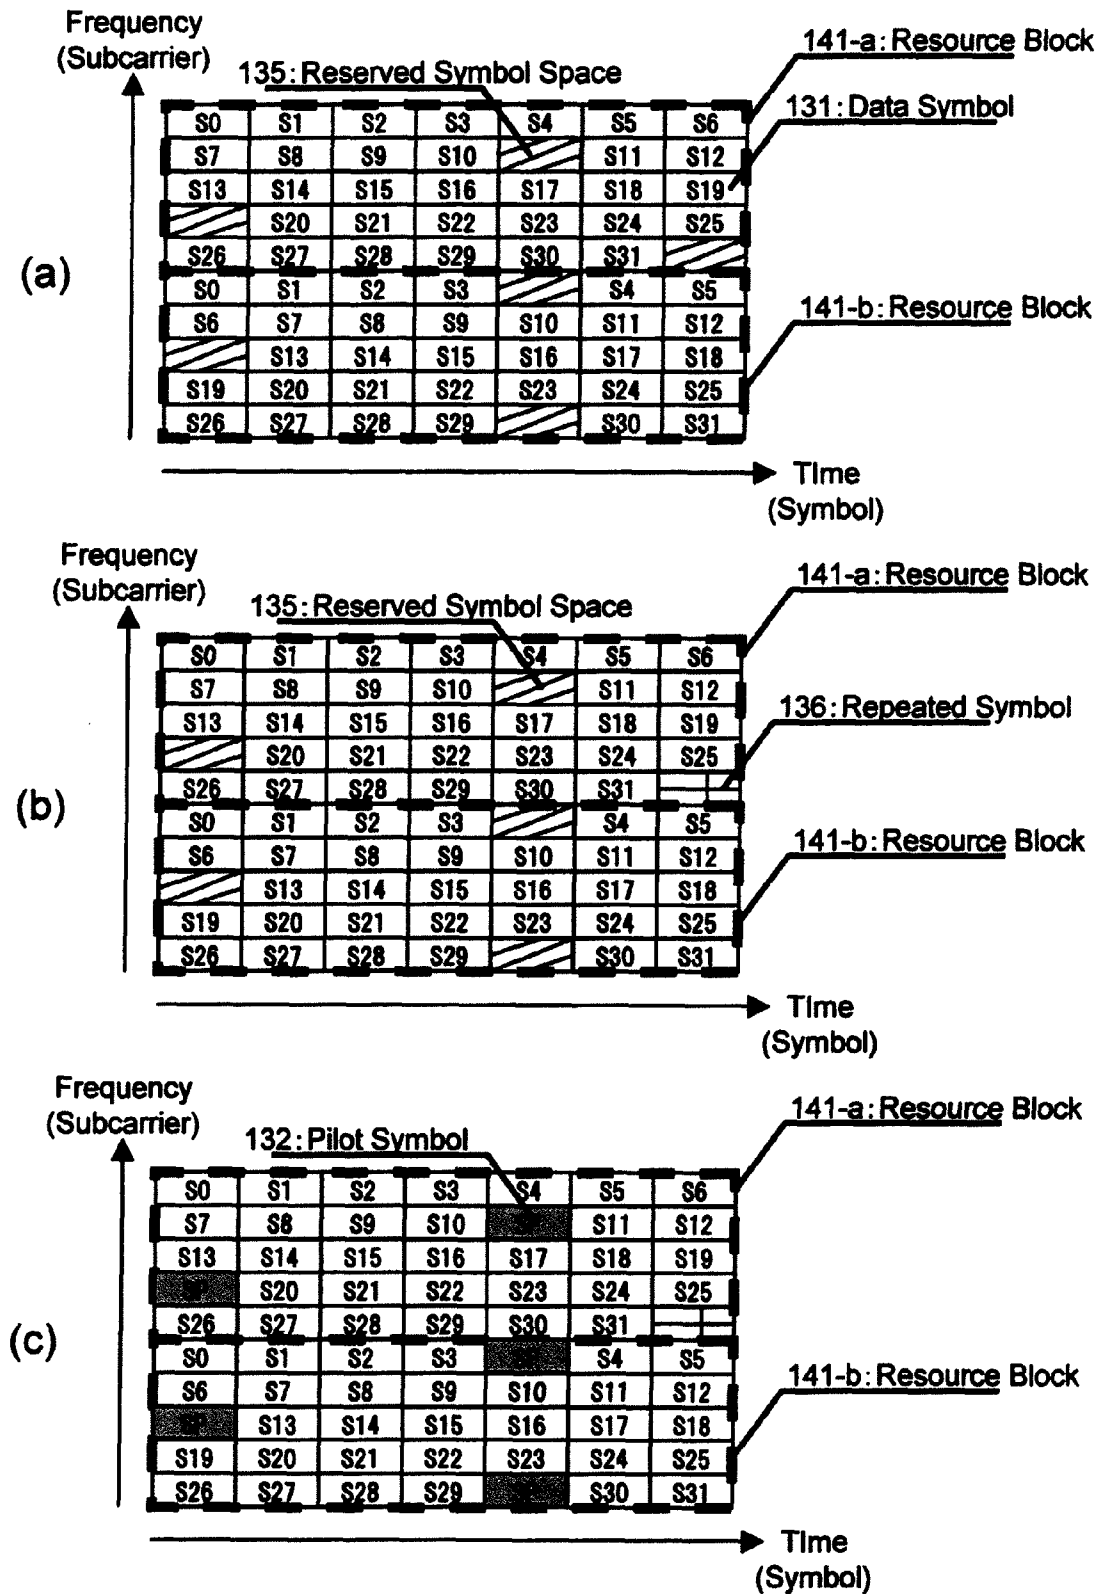 Frequency
(Subcarrier)
141-a: Resource Block
135: Reserved Symbol Space
131: Data Symbol
S0 S1 S2 S3 S4 S5 S6
S7 S8 S9 S10 S11 S12
S13 S14 S15 S16 S17 S18 S19
S20 S21 S22 S23 S24 S25
S26 S27 S28 S29 S30 S31
(a)
S0 S1 S2 S3 S4 S5
141-b: Resource Block
S6 S7 S8 S9 S10 S11 S12
S13 S14 S15 S16 S17 S18
S19 S20 S21 S22 S23 S24 S25
S26 S27 S28 S29 S30 S31
TIme
(Symbol)
Frequency
(Subcarrier)
141-a: Resource Block
135: Reserved Symbol Space
S0 S1 S2 S3 S4 S5 S6
S7 S8 S9 S10 S11 S12
136: Repeated Symbol
S13 S14 S15 S16 S17 S18 S19
S20 S21 S22 S23 S24 S25
S26 S27 S28 S29 S30 S31
(b)
S0 S1 S2 S3 S4 S5
141-b: Resource Block
S6 S7 S8 S9 S10 S11 S12
S13 S14 S15 S16 S17 S18
S19 S20 S21 S22 S23 S24 S25
S26 S27 S28 S29 S30 S31
TIme
(Symbol)
Frequency
(Subcarrier)
141-a: Resource Block
132: Pilot Symbol
S0 S1 S2 S3 S4 S5 S6
S7 S8 S9 S10 SP S11 S12
S13 S14 S15 S16 S17 S18 S19
SP S20 S21 S22 S23 S24 S25
S26 S27 S28 S29 S30 S31
(c)
S0 S1 S2 S3 SP S4 S5
141-b: Resource Block
S6 S7 S8 S9 S10 S11 S12
SP S13 S14 S15 S16 S17 S18
S19 S20 S21 S22 S23 S24 S25
S26 S27 S28 S29 SP S30 S31
TIme
(Symbol)